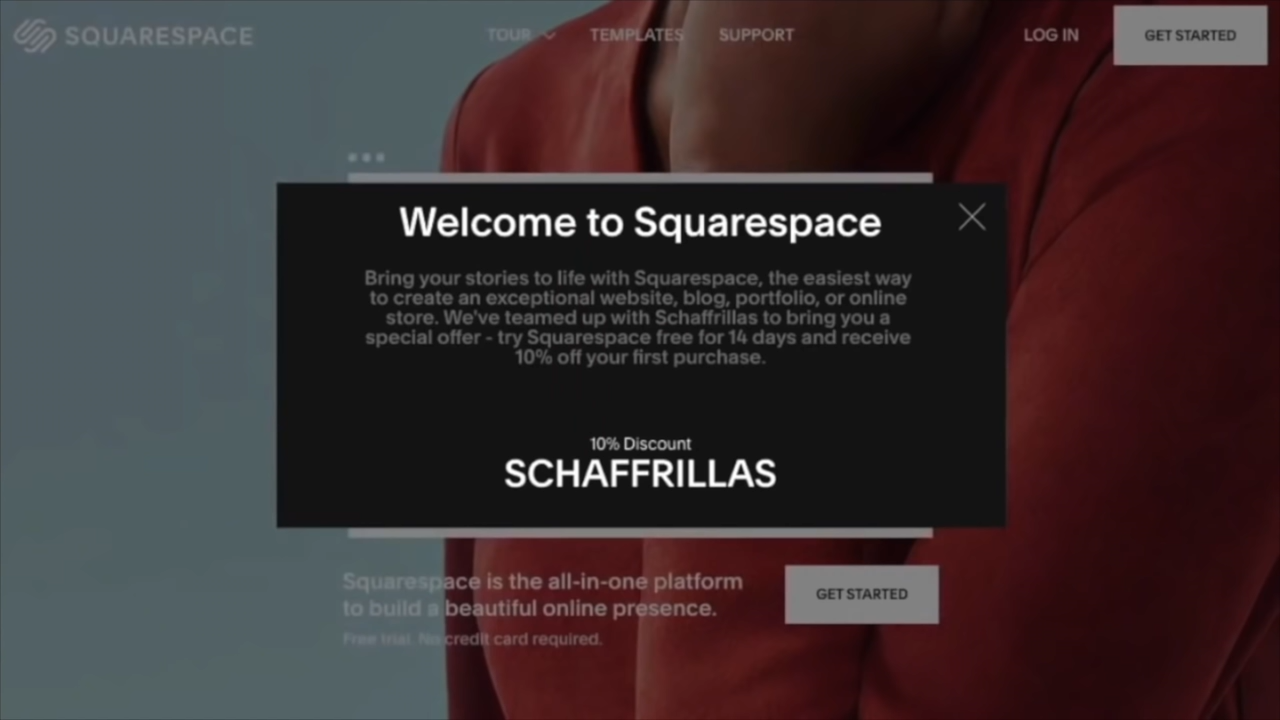 SQUARESPACE
TOUR TEMPLATES SUPPORT LOG IN GET STARTED
Welcome to Squarespace
Bring your stories to life with Squarespace, the easiest way
to create an exceptional website, blog, portfolio, or online
store. We've teamed up with Schaffrillas to bring you a
special offer - try Squarespace free for 14 days and receive
10% off your first purchase.
10% Discount
SCHAFFRILLAS
Squarespace is the all-in-one platform
to build a beautiful online presence.
GET STARTED
Free trial. No credit card required.